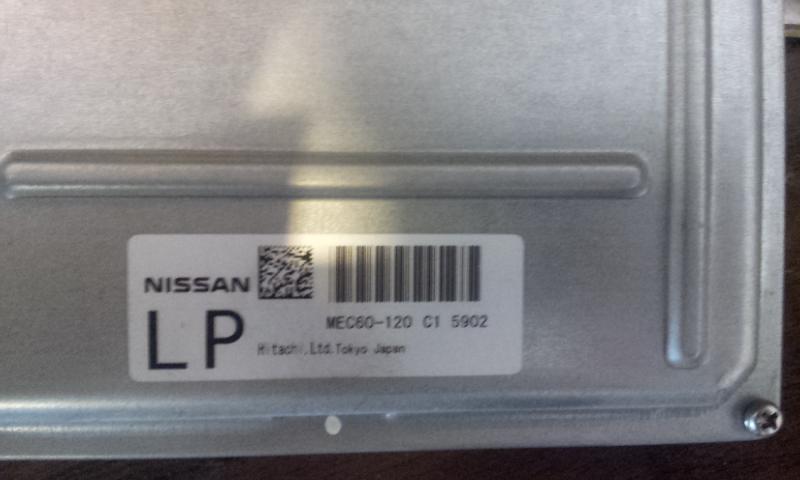 NISSAN
LP
MEC60-120 C1 5902
Hitachi,Ltd.Tokyo Japan